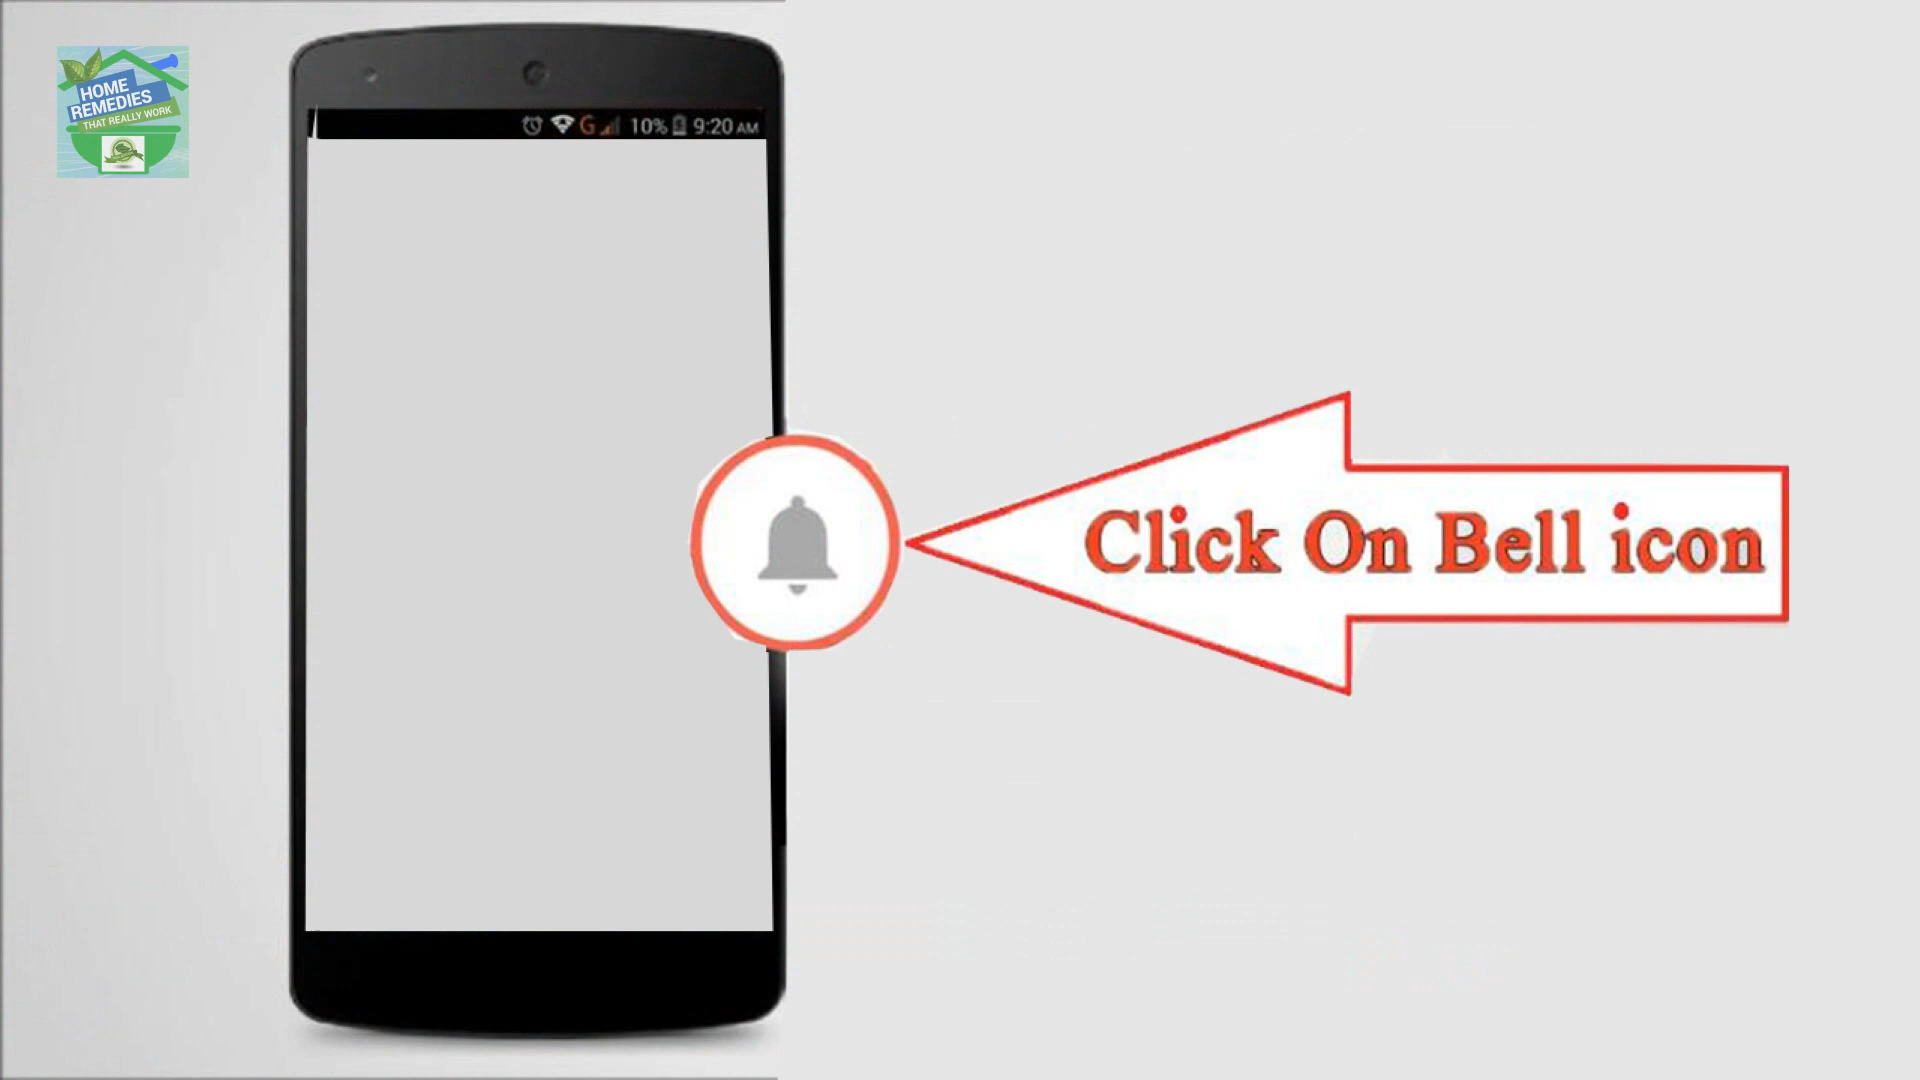 HOME
REMEDIES
THAT REALLY WORK
G 10% 9:20 AM
Click On Bell icon